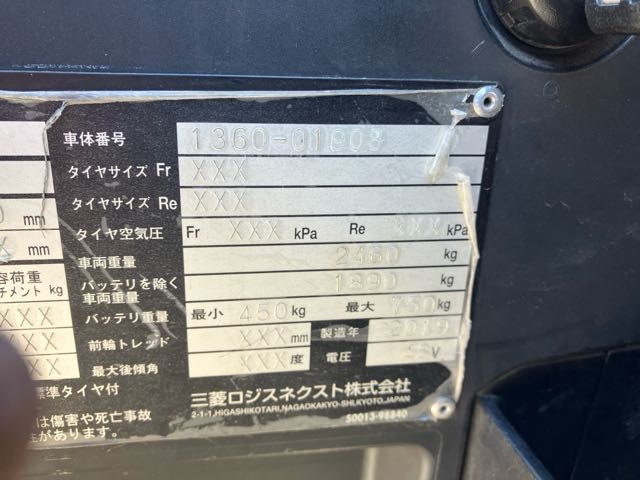 車体番号 1360-01803
タイヤサイズ Fr XXX
タイヤサイズ Re XXX
mm タイヤ空気圧 Fr XXX kPa Re XXX kPa
mm 車両重量 2460 kg
容荷重 バッテリを除く 1890 kg
チメント kg 車両重量
XXX バッテリ重量 最小 450 kg 最大 kg
XX 前輪トレッド XXX mm 製造年 2019
最大後傾角 XXX 度 電圧 V
標準タイヤ付 三菱ロジスネクスト株式会社
2-1-1,HIGASHIKOTARI,NAGAOKAKYO-SHI,KYOTO,JAPAN
は傷害や死亡事故 50013-98840
があります。